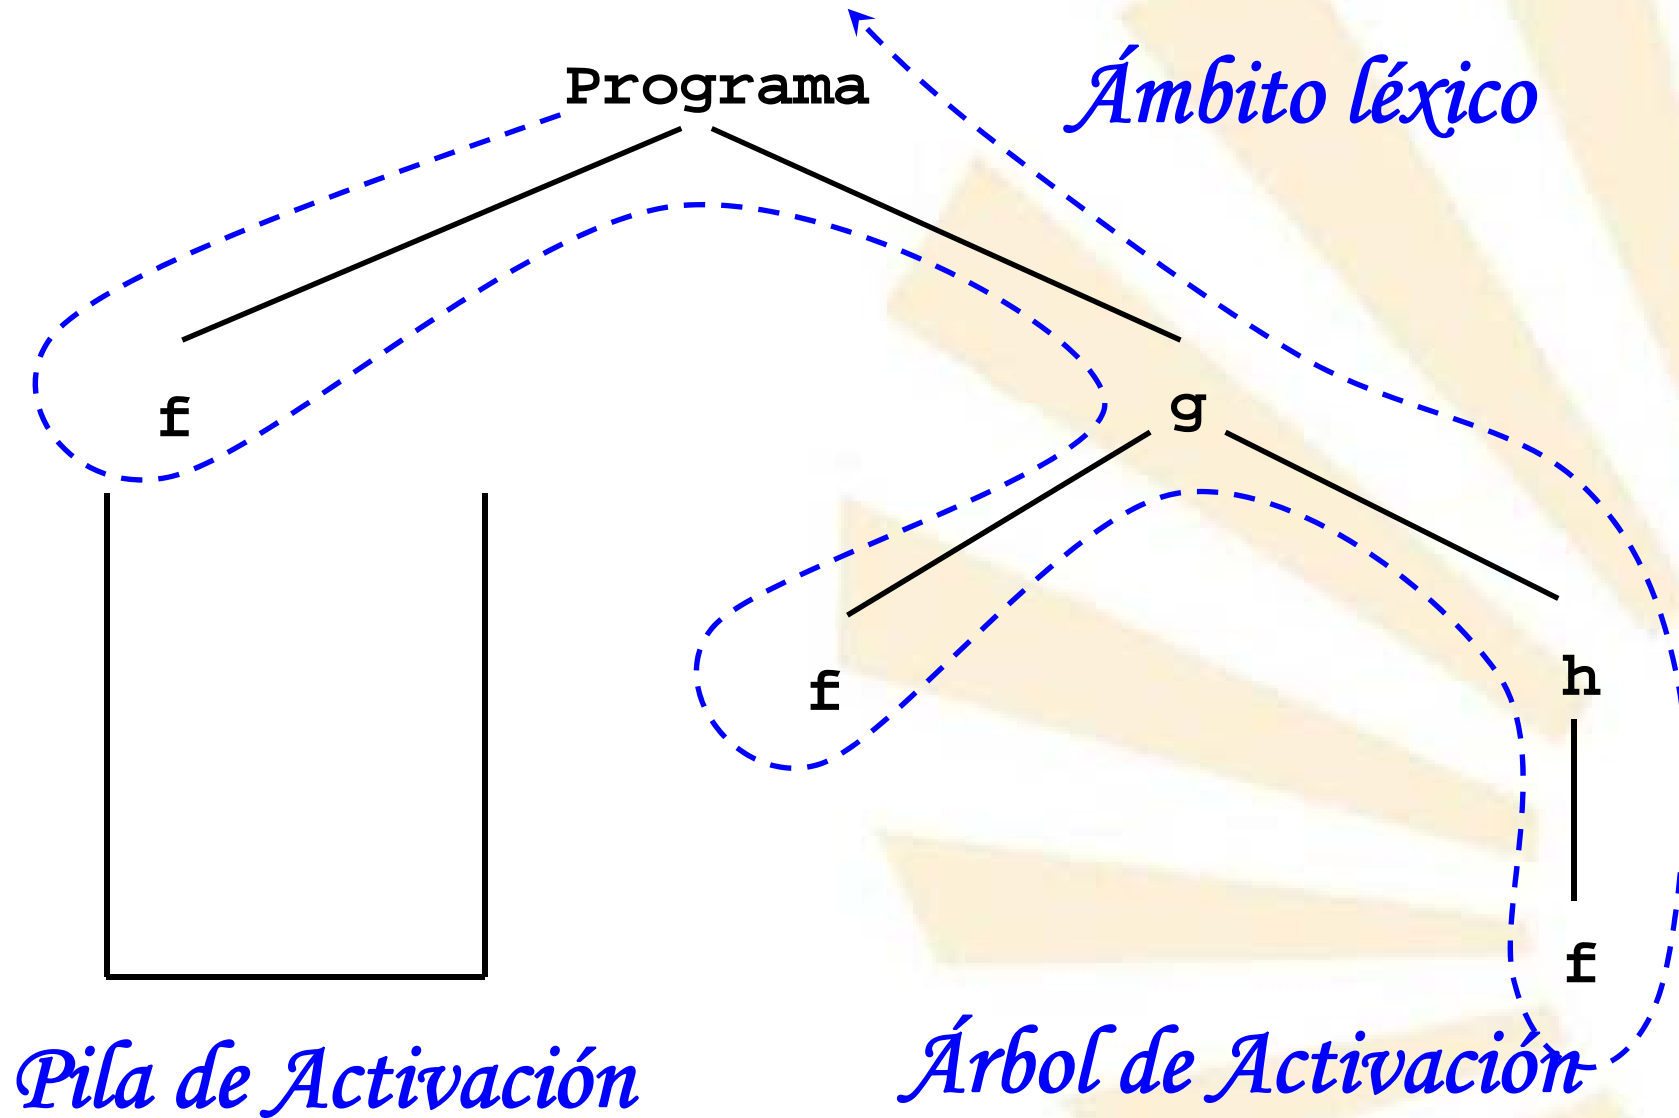 Programa
Ámbito léxico
f
g
f
h
f
Pila de Activación
Árbol de Activación